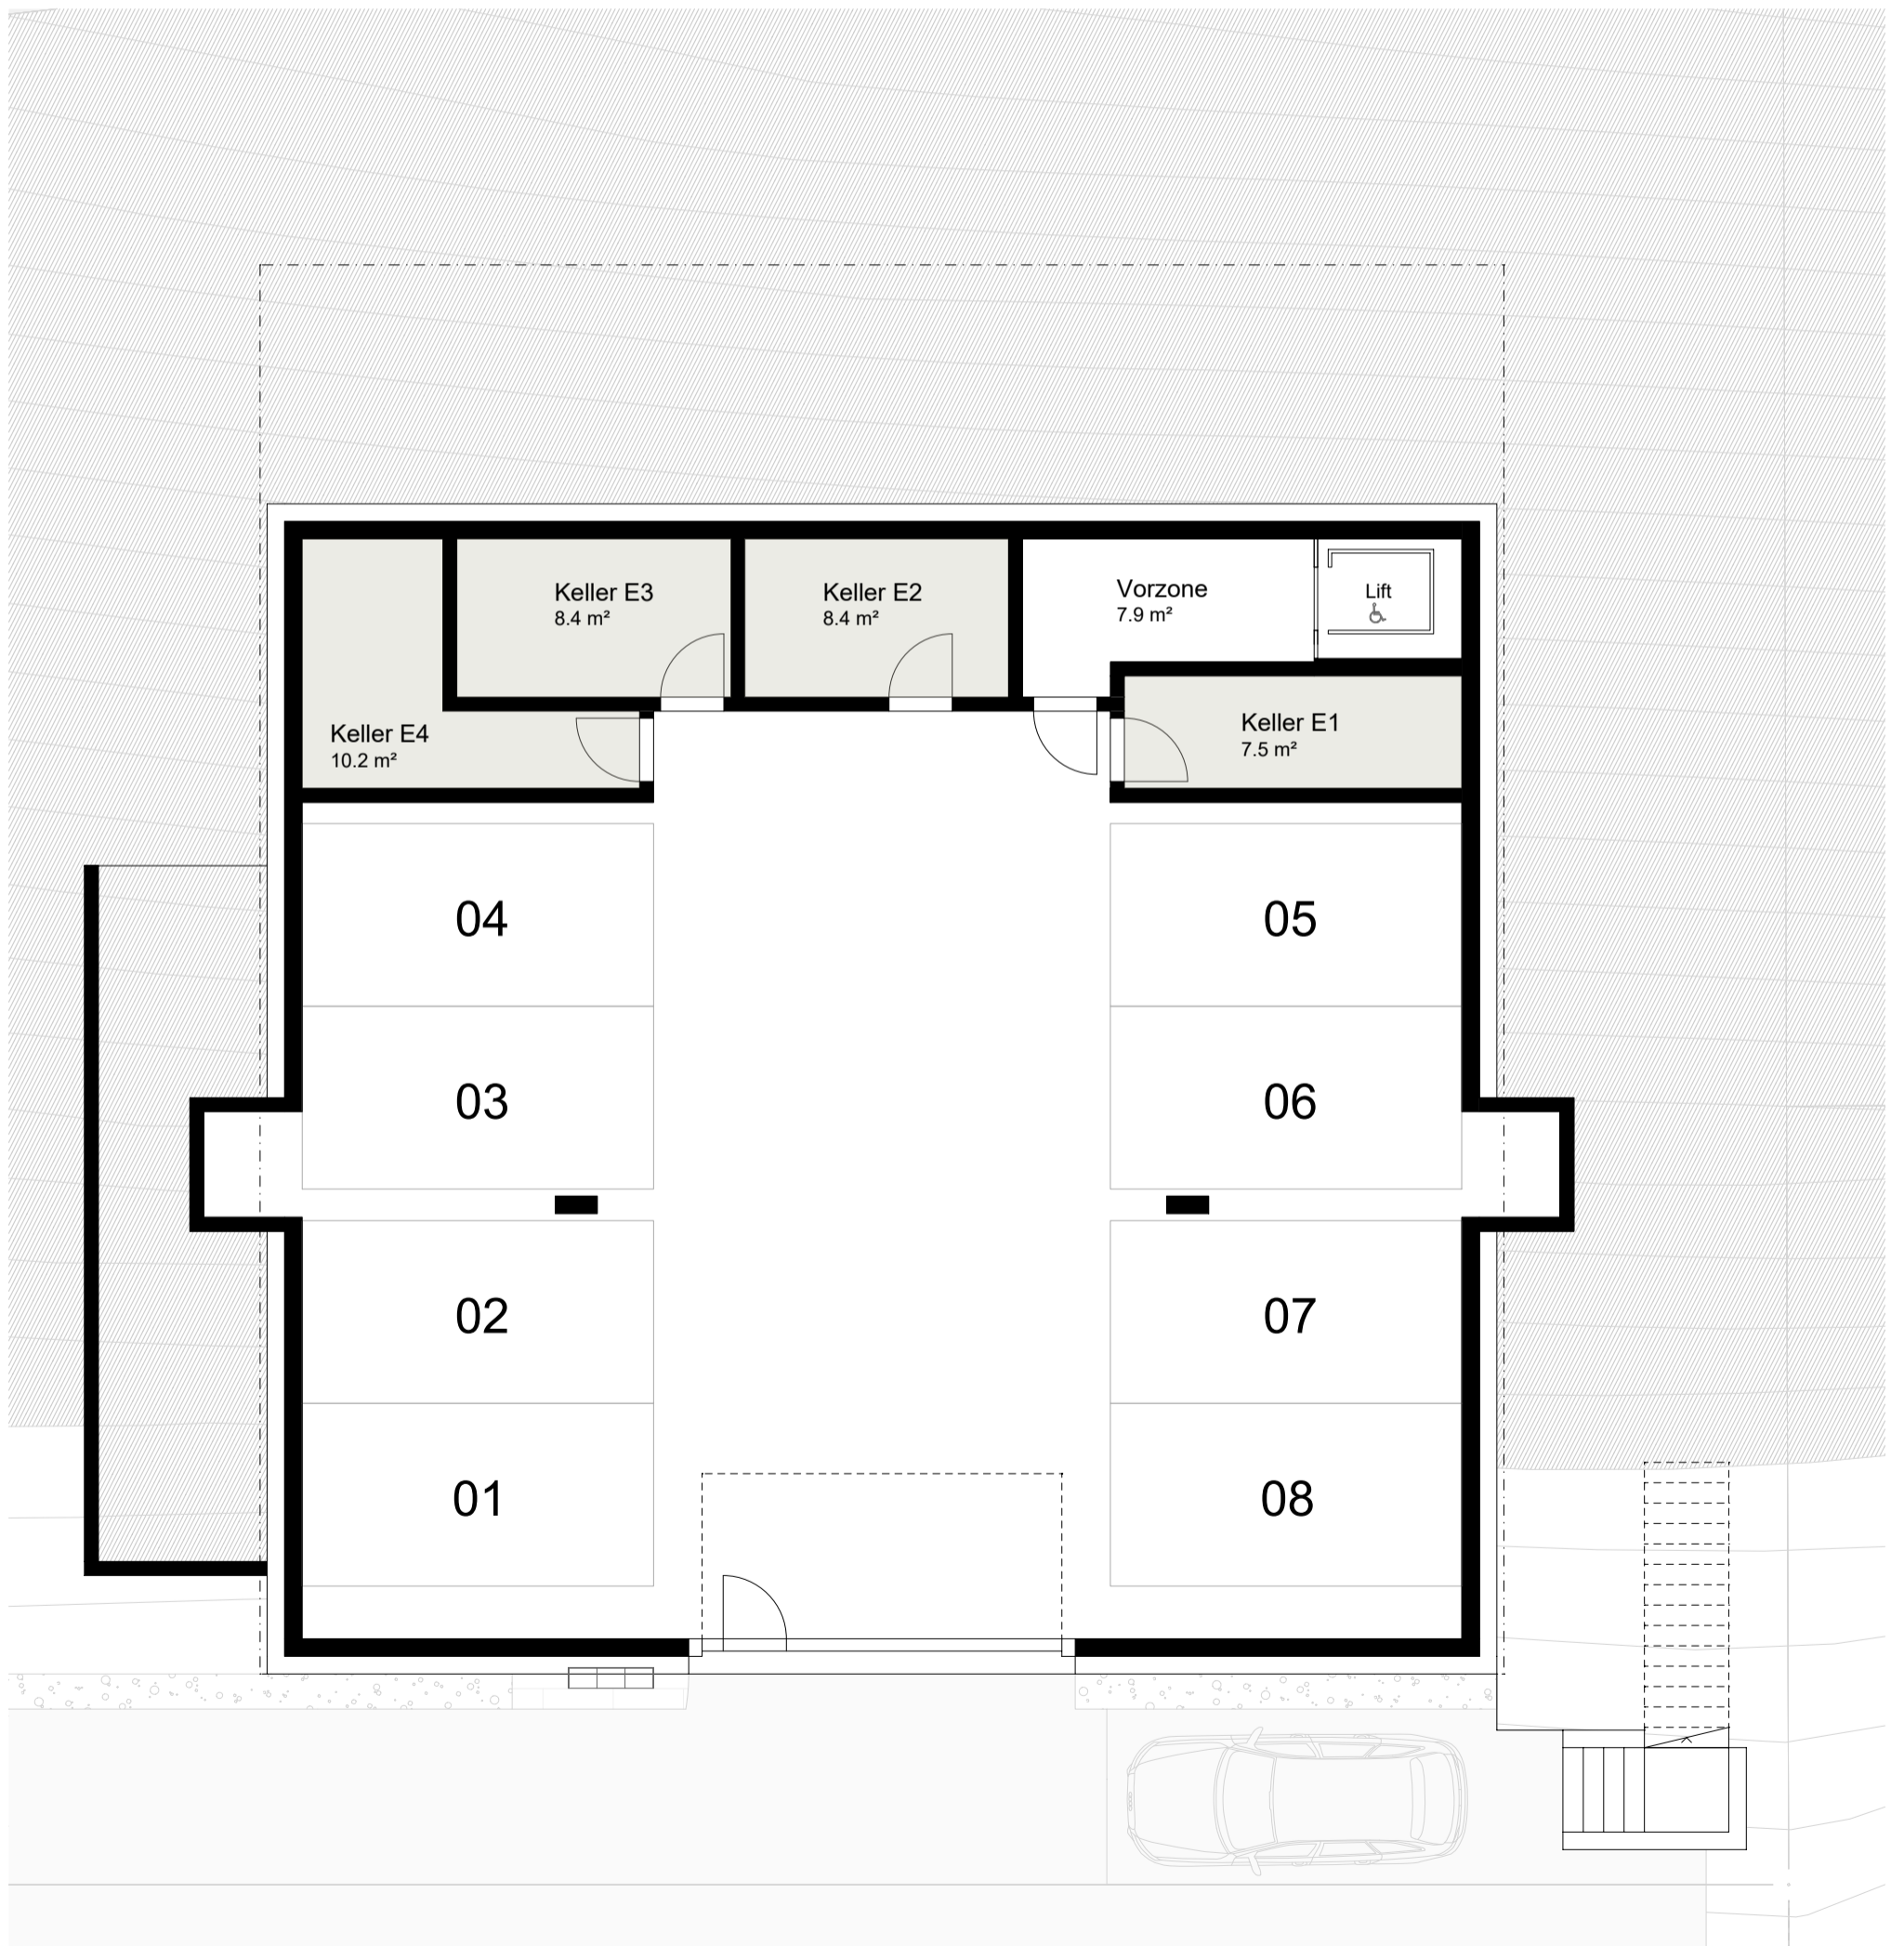 Keller E3
8.4 m²
Keller E2
8.4 m²
Vorzone
7.9 m²
Lift
Keller E4
10.2 m²
Keller E1
7.5 m²
04
05
03
06
02
07
01
08